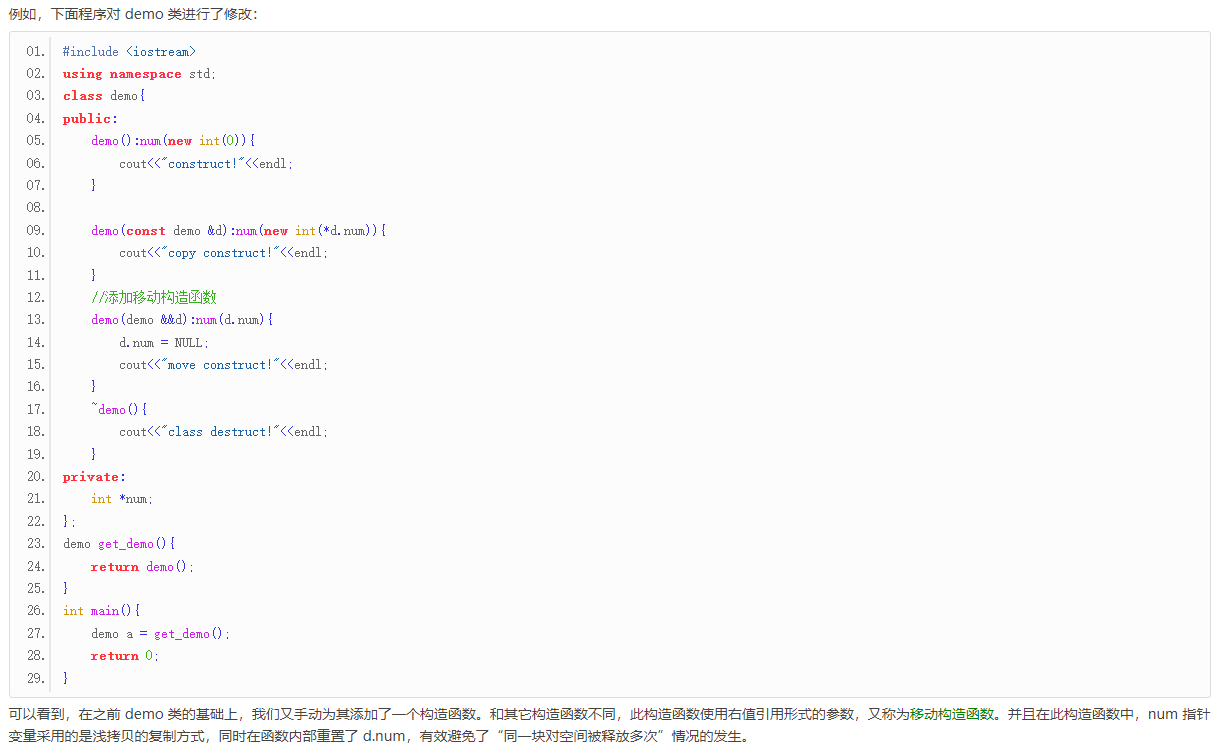 例如，下面程序对 demo 类进行了修改：
01. #include <iostream>
02. using namespace std;
03. class demo{
04. public:
05.     demo():num(new int(0)){
06.         cout<<"construct!"<<endl;
07.     }
08.
09.     demo(const demo &d):num(new int(*d.num)){
10.         cout<<"copy construct!"<<endl;
11.     }
12.     //添加移动构造函数
13.     demo(demo &&d):num(d.num){
14.         d.num = NULL;
15.         cout<<"move construct!"<<endl;
16.     }
17.     ~demo(){
18.         cout<<"class destruct!"<<endl;
19.     }
20. private:
21.     int *num;
22. };
23. demo get_demo(){
24.     return demo();
25. }
26. int main(){
27.     demo a = get_demo();
28.     return 0;
29. }
可以看到，在之前 demo 类的基础上，我们又手动为其添加了一个构造函数。和其它构造函数不同，此构造函数使用右值引用形式的参数，又称为移动构造函数。并且在此构造函数中，num 指针
变量采用的是浅拷贝的复制方式，同时在函数内部重置了 d.num，有效避免了“同一块对空间被释放多次”情况的发生。